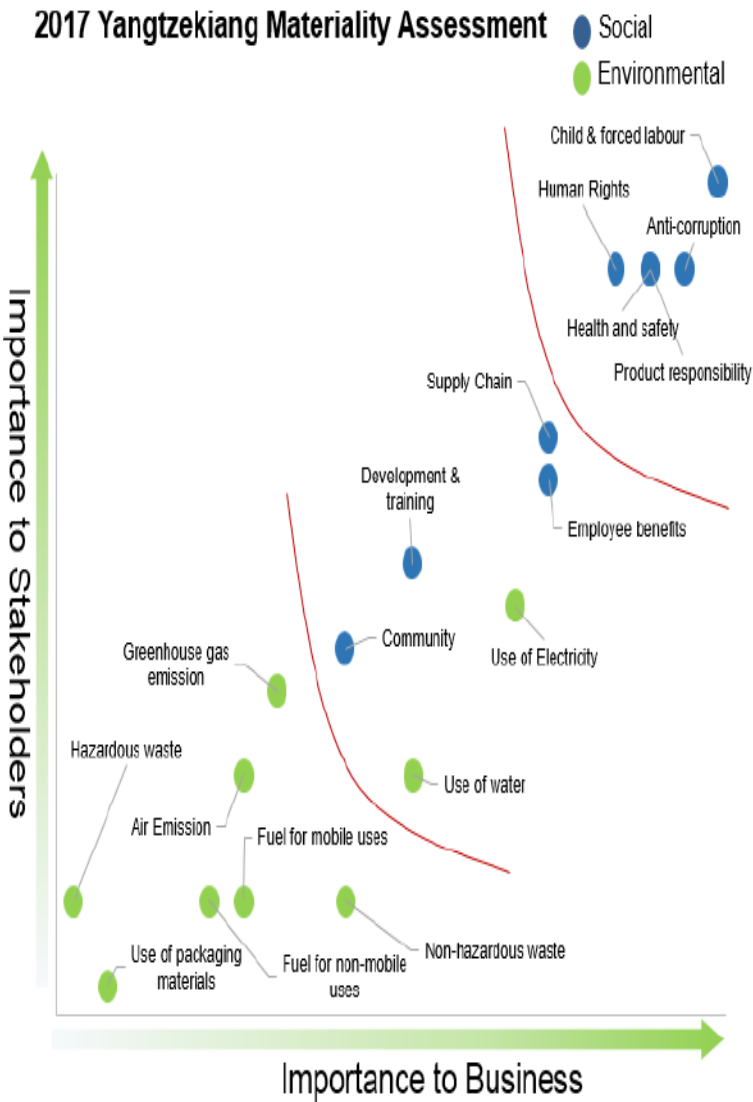 2017 Yangtzekiang Materiality Assessment
Social
Environmental
Child & forced labour
Human Rights
Anti-corruption
Health and safety
Product responsibility
Supply Chain
Development &
training
Employee benefits
Community
Use of Electricity
Greenhouse gas
emission
Hazardous waste
Use of water
Air Emission
Fuel for mobile uses
Non-hazardous waste
Use of packaging
materials
Fuel for non-mobile
uses
Importance to Stakeholders
Importance to Business